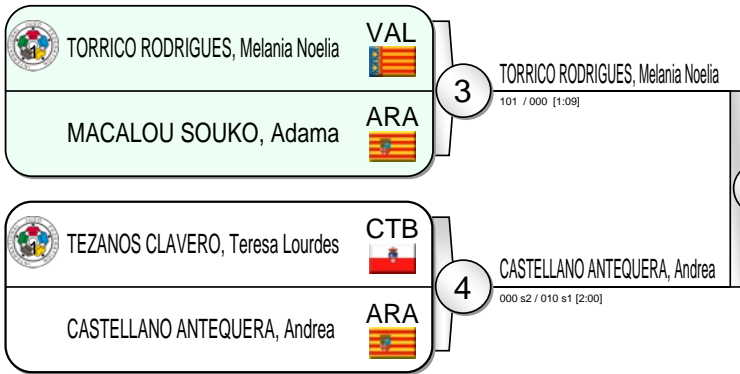 TORRICO RODRIGUES, Melania Noelia VAL
MACALOU SOUKO, Adama ARA
3
TORRICO RODRIGUES, Melania Noelia
101 / 000 [1:09]
TEZANOS CLAVERO, Teresa Lourdes CTB
CASTELLANO ANTEQUERA, Andrea ARA
4
CASTELLANO ANTEQUERA, Andrea
000 s2 / 010 s1 [2:00]